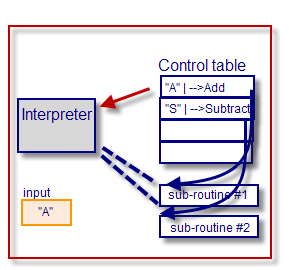 Control table
"A" | -->Add
"S" | -->Subtract
Interpreter
input
"A"
sub-routine #1
sub-routine #2